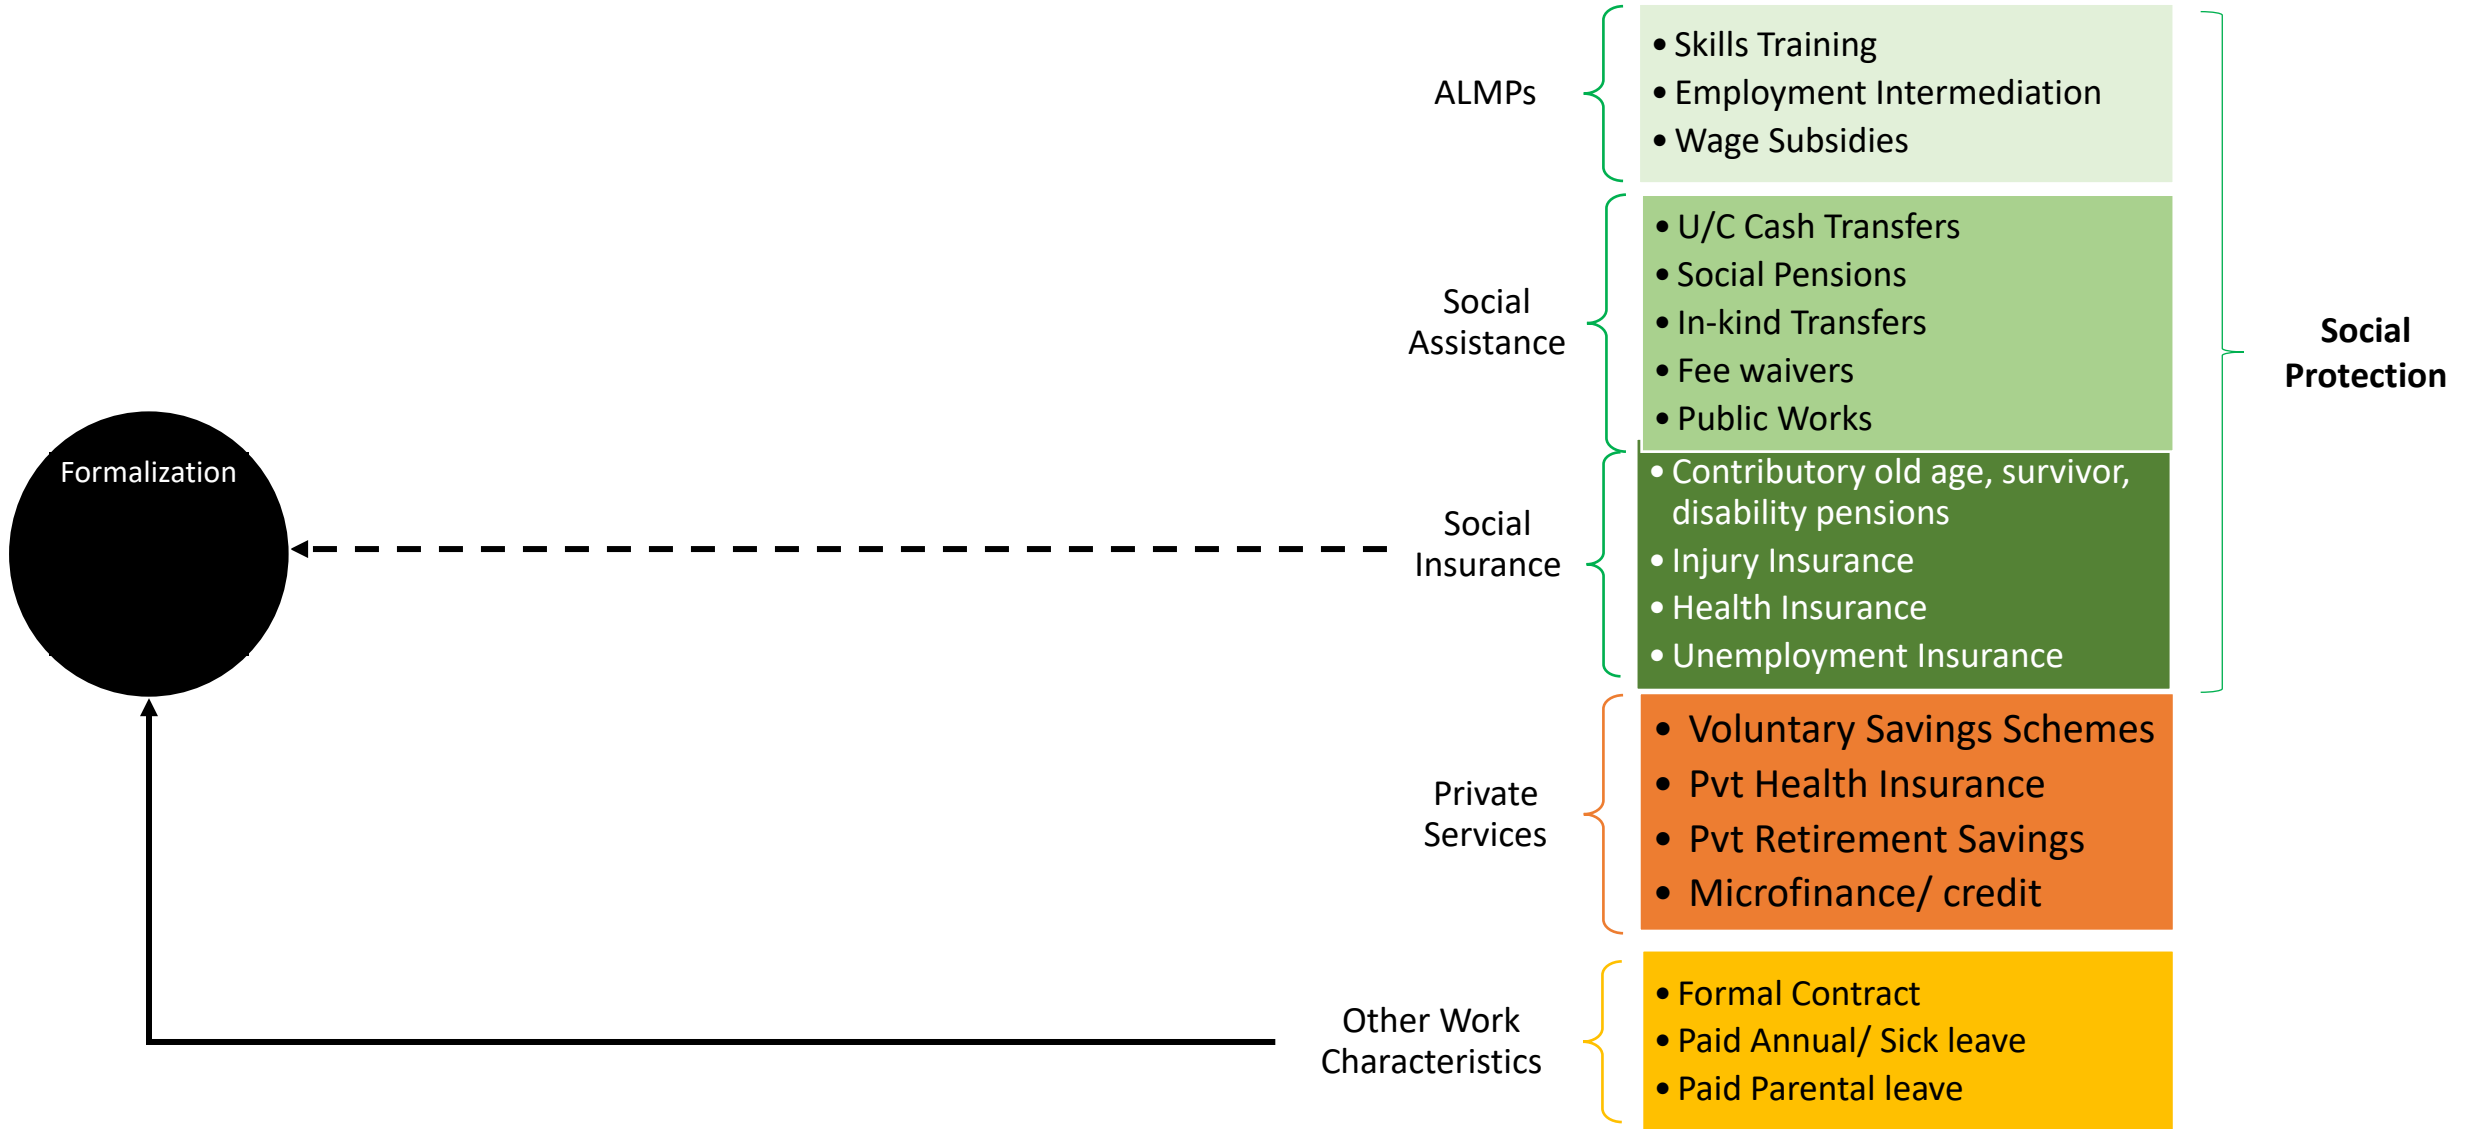 ALMPs
• Skills Training
• Employment Intermediation
• Wage Subsidies
Social
Assistance
• U/C Cash Transfers
• Social Pensions
• In-kind Transfers
• Fee waivers
• Public Works
Social
Protection
Formalization
Social
Insurance
• Contributory old age, survivor,
disability pensions
• Injury Insurance
• Health Insurance
• Unemployment Insurance
Private
Services
• Voluntary Savings Schemes
• Pvt Health Insurance
• Pvt Retirement Savings
• Microfinance/ credit
Other Work
Characteristics
• Formal Contract
• Paid Annual/ Sick leave
• Paid Parental leave